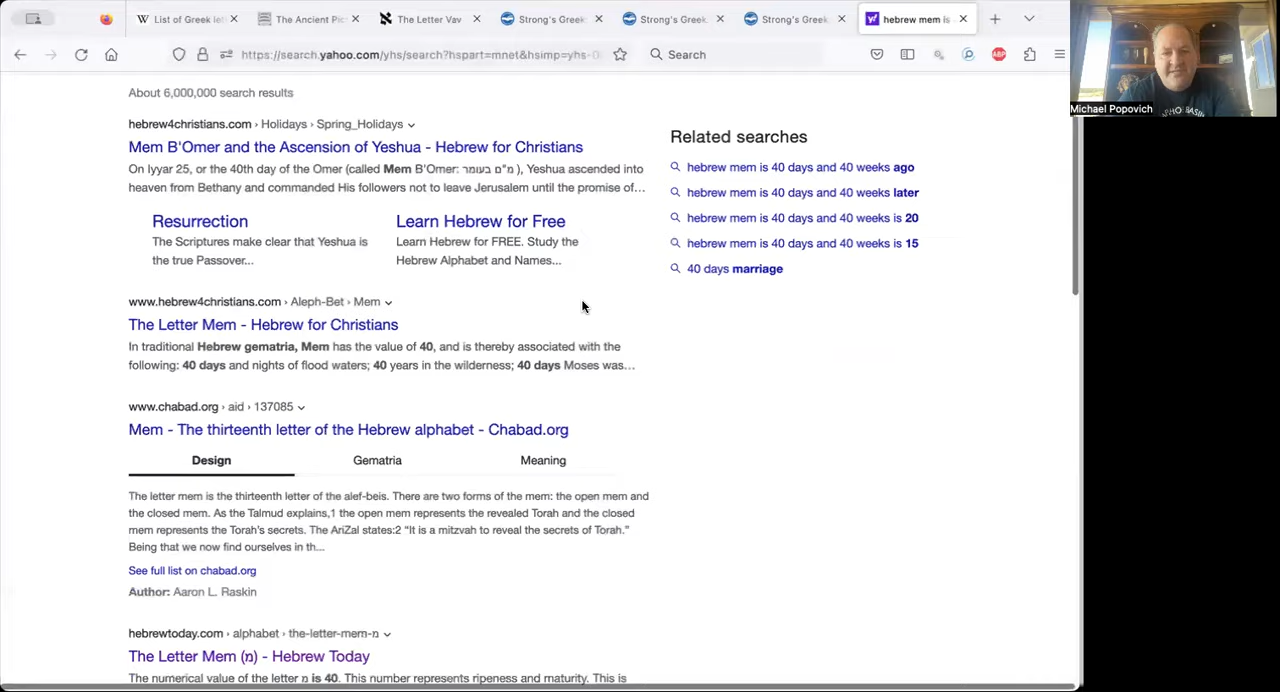 List of Greek let
The Ancient Pic
The Letter Vav
Strong's Greek:
Strong's Greek:
Strong's Greek:
hebrew mem is
https://search.yahoo.com/yhs/search?hspart=mnet&hsimp=yhs-0
Search
ABP
Michael Popovich
About 6,000,000 search results
hebrew4christians.com › Holidays › Spring_Holidays
Mem B'Omer and the Ascension of Yeshua - Hebrew for Christians
On Iyyar 25, or the 40th day of the Omer (called Mem B'Omer: מ"ם בעומר ), Yeshua ascended into
heaven from Bethany and commanded His followers not to leave Jerusalem until the promise of...
Resurrection
The Scriptures make clear that Yeshua is
the true Passover...
Learn Hebrew for Free
Learn Hebrew for FREE. Study the
Hebrew Alphabet and Names...
www.hebrew4christians.com › Aleph-Bet › Mem
The Letter Mem - Hebrew for Christians
In traditional Hebrew gematria, Mem has the value of 40, and is thereby associated with the
following: 40 days and nights of flood waters; 40 years in the wilderness; 40 days Moses was...
www.chabad.org › aid › 137085
Mem - The thirteenth letter of the Hebrew alphabet - Chabad.org
Design
Gematria
Meaning
The letter mem is the thirteenth letter of the alef-beis. There are two forms of the mem: the open mem and
the closed mem. As the Talmud explains,1 the open mem represents the revealed Torah and the closed
mem represents the Torah's secrets. The AriZal states:2 "It is a mitzvah to reveal the secrets of Torah."
Being that we now find ourselves in th...
See full list on chabad.org
Author: Aaron L. Raskin
hebrewtoday.com › alphabet › the-letter-mem-מ
The Letter Mem (מ) - Hebrew Today
The numerical value of the letter מ is 40. This number represents ripeness and maturity. This is
Related searches
hebrew mem is 40 days and 40 weeks ago
hebrew mem is 40 days and 40 weeks later
hebrew mem is 40 days and 40 weeks is 20
hebrew mem is 40 days and 40 weeks is 15
40 days marriage